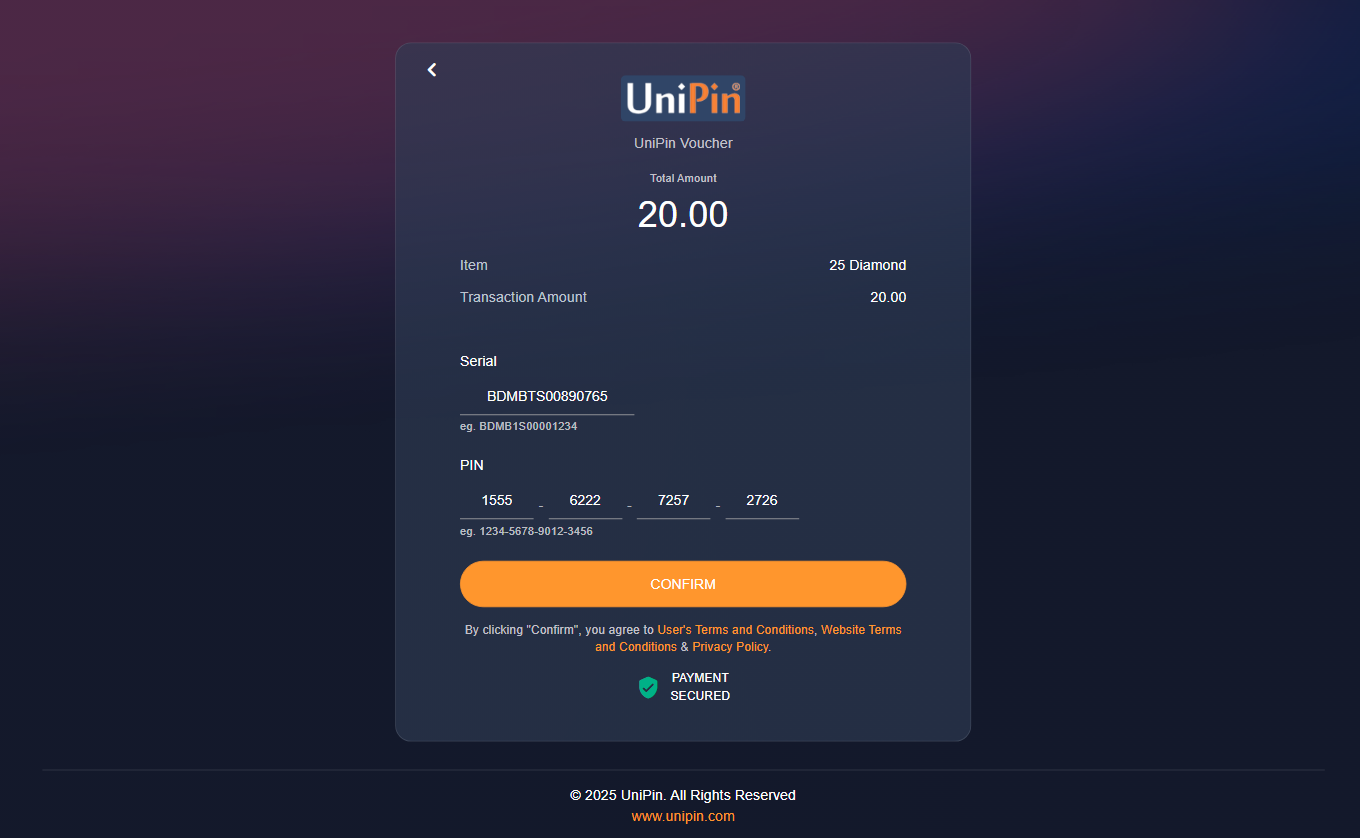 UniPin®
UniPin Voucher
Total Amount
20.00
Item 25 Diamond
Transaction Amount 20.00
Serial
BDMBTS00890765
eg. BDMB1S00001234
PIN
1555 - 6222 - 7257 - 2726
eg. 1234-5678-9012-3456
CONFIRM
By clicking "Confirm", you agree to User's Terms and Conditions, Website Terms
and Conditions & Privacy Policy.
PAYMENT
SECURED
© 2025 UniPin. All Rights Reserved
www.unipin.com